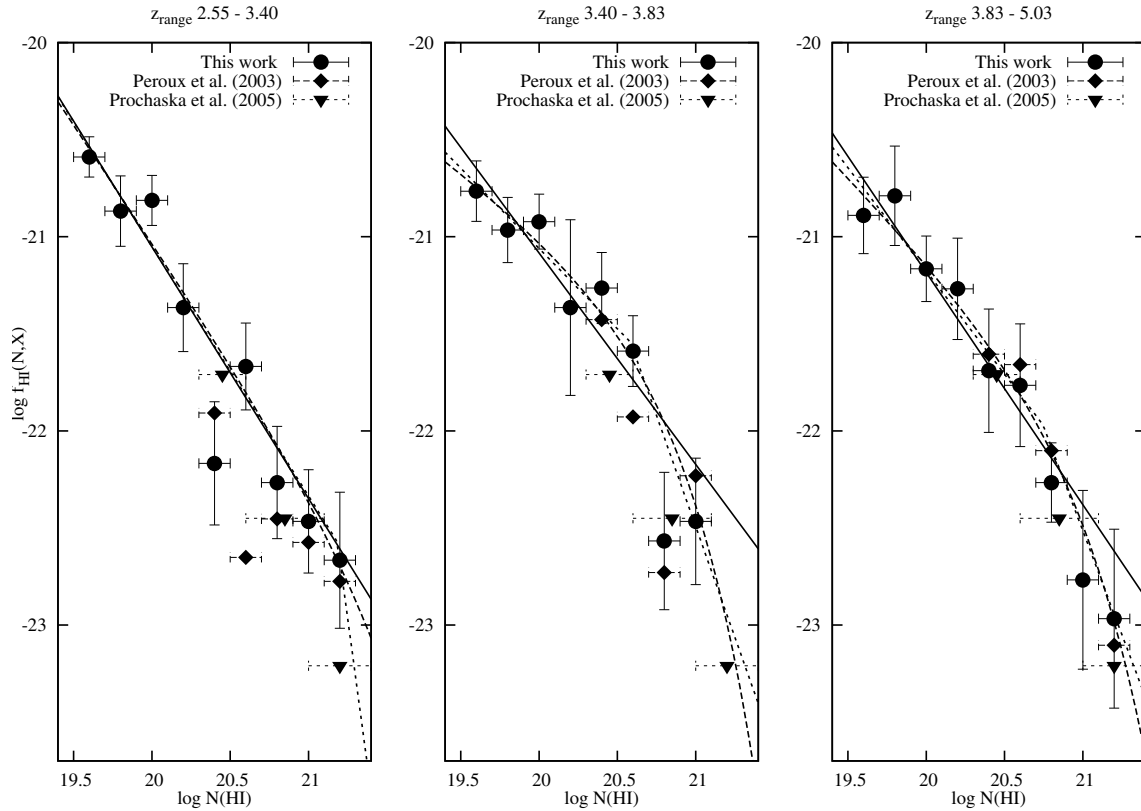 z range 2.55 - 3.40
z range 3.40 - 3.83
z range 3.83 - 5.03
-20
-21
-22
-23
log f HI (N,X)
This work
Peroux et al. (2003)
Prochaska et al. (2005)
19.5 20 20.5 21
log N(HI)
-20
-21
-22
-23
This work
Peroux et al. (2003)
Prochaska et al. (2005)
19.5 20 20.5 21
log N(HI)
-20
-21
-22
-23
This work
Peroux et al. (2003)
Prochaska et al. (2005)
19.5 20 20.5 21
log N(HI)